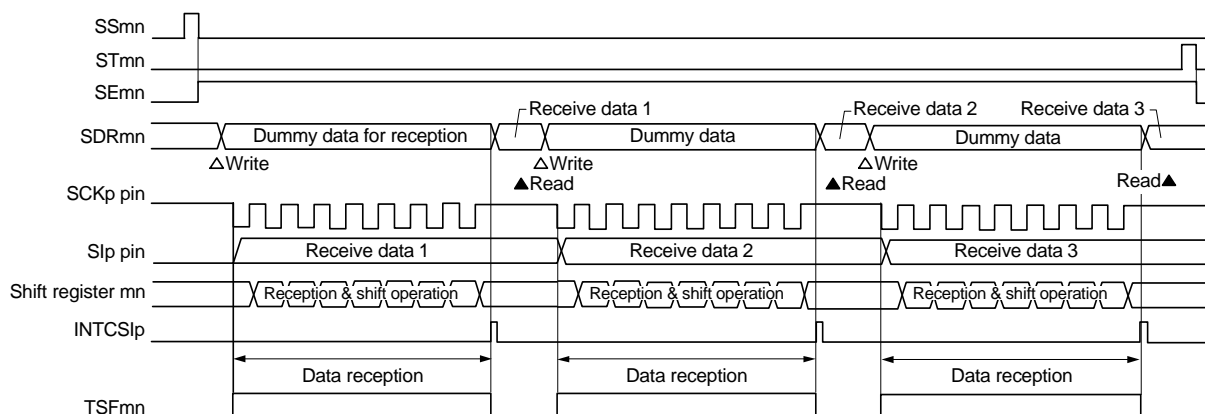 SSmn
STmn
SEmn
Receive data 1 Receive data 2 Receive data 3
SDRmn Dummy data for reception Dummy data Dummy data
△Write △Write △Write
▲Read ▲Read Read▲
SCKp pin
SIp pin Receive data 1 Receive data 2 Receive data 3
Shift register mn Reception & shift operation Reception & shift operation Reception & shift operation
INTCSIp
Data reception Data reception Data reception
TSFmn